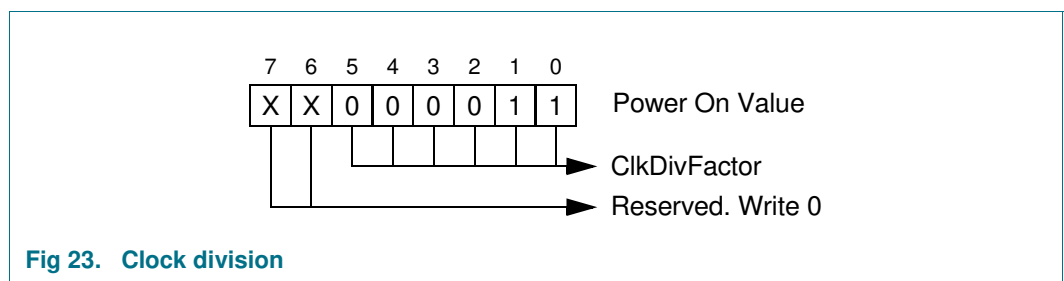 7 6 5 4 3 2 1 0
X X 0 0 0 0 1 1 Power On Value
ClkDivFactor
Reserved. Write 0
Fig 23. Clock division